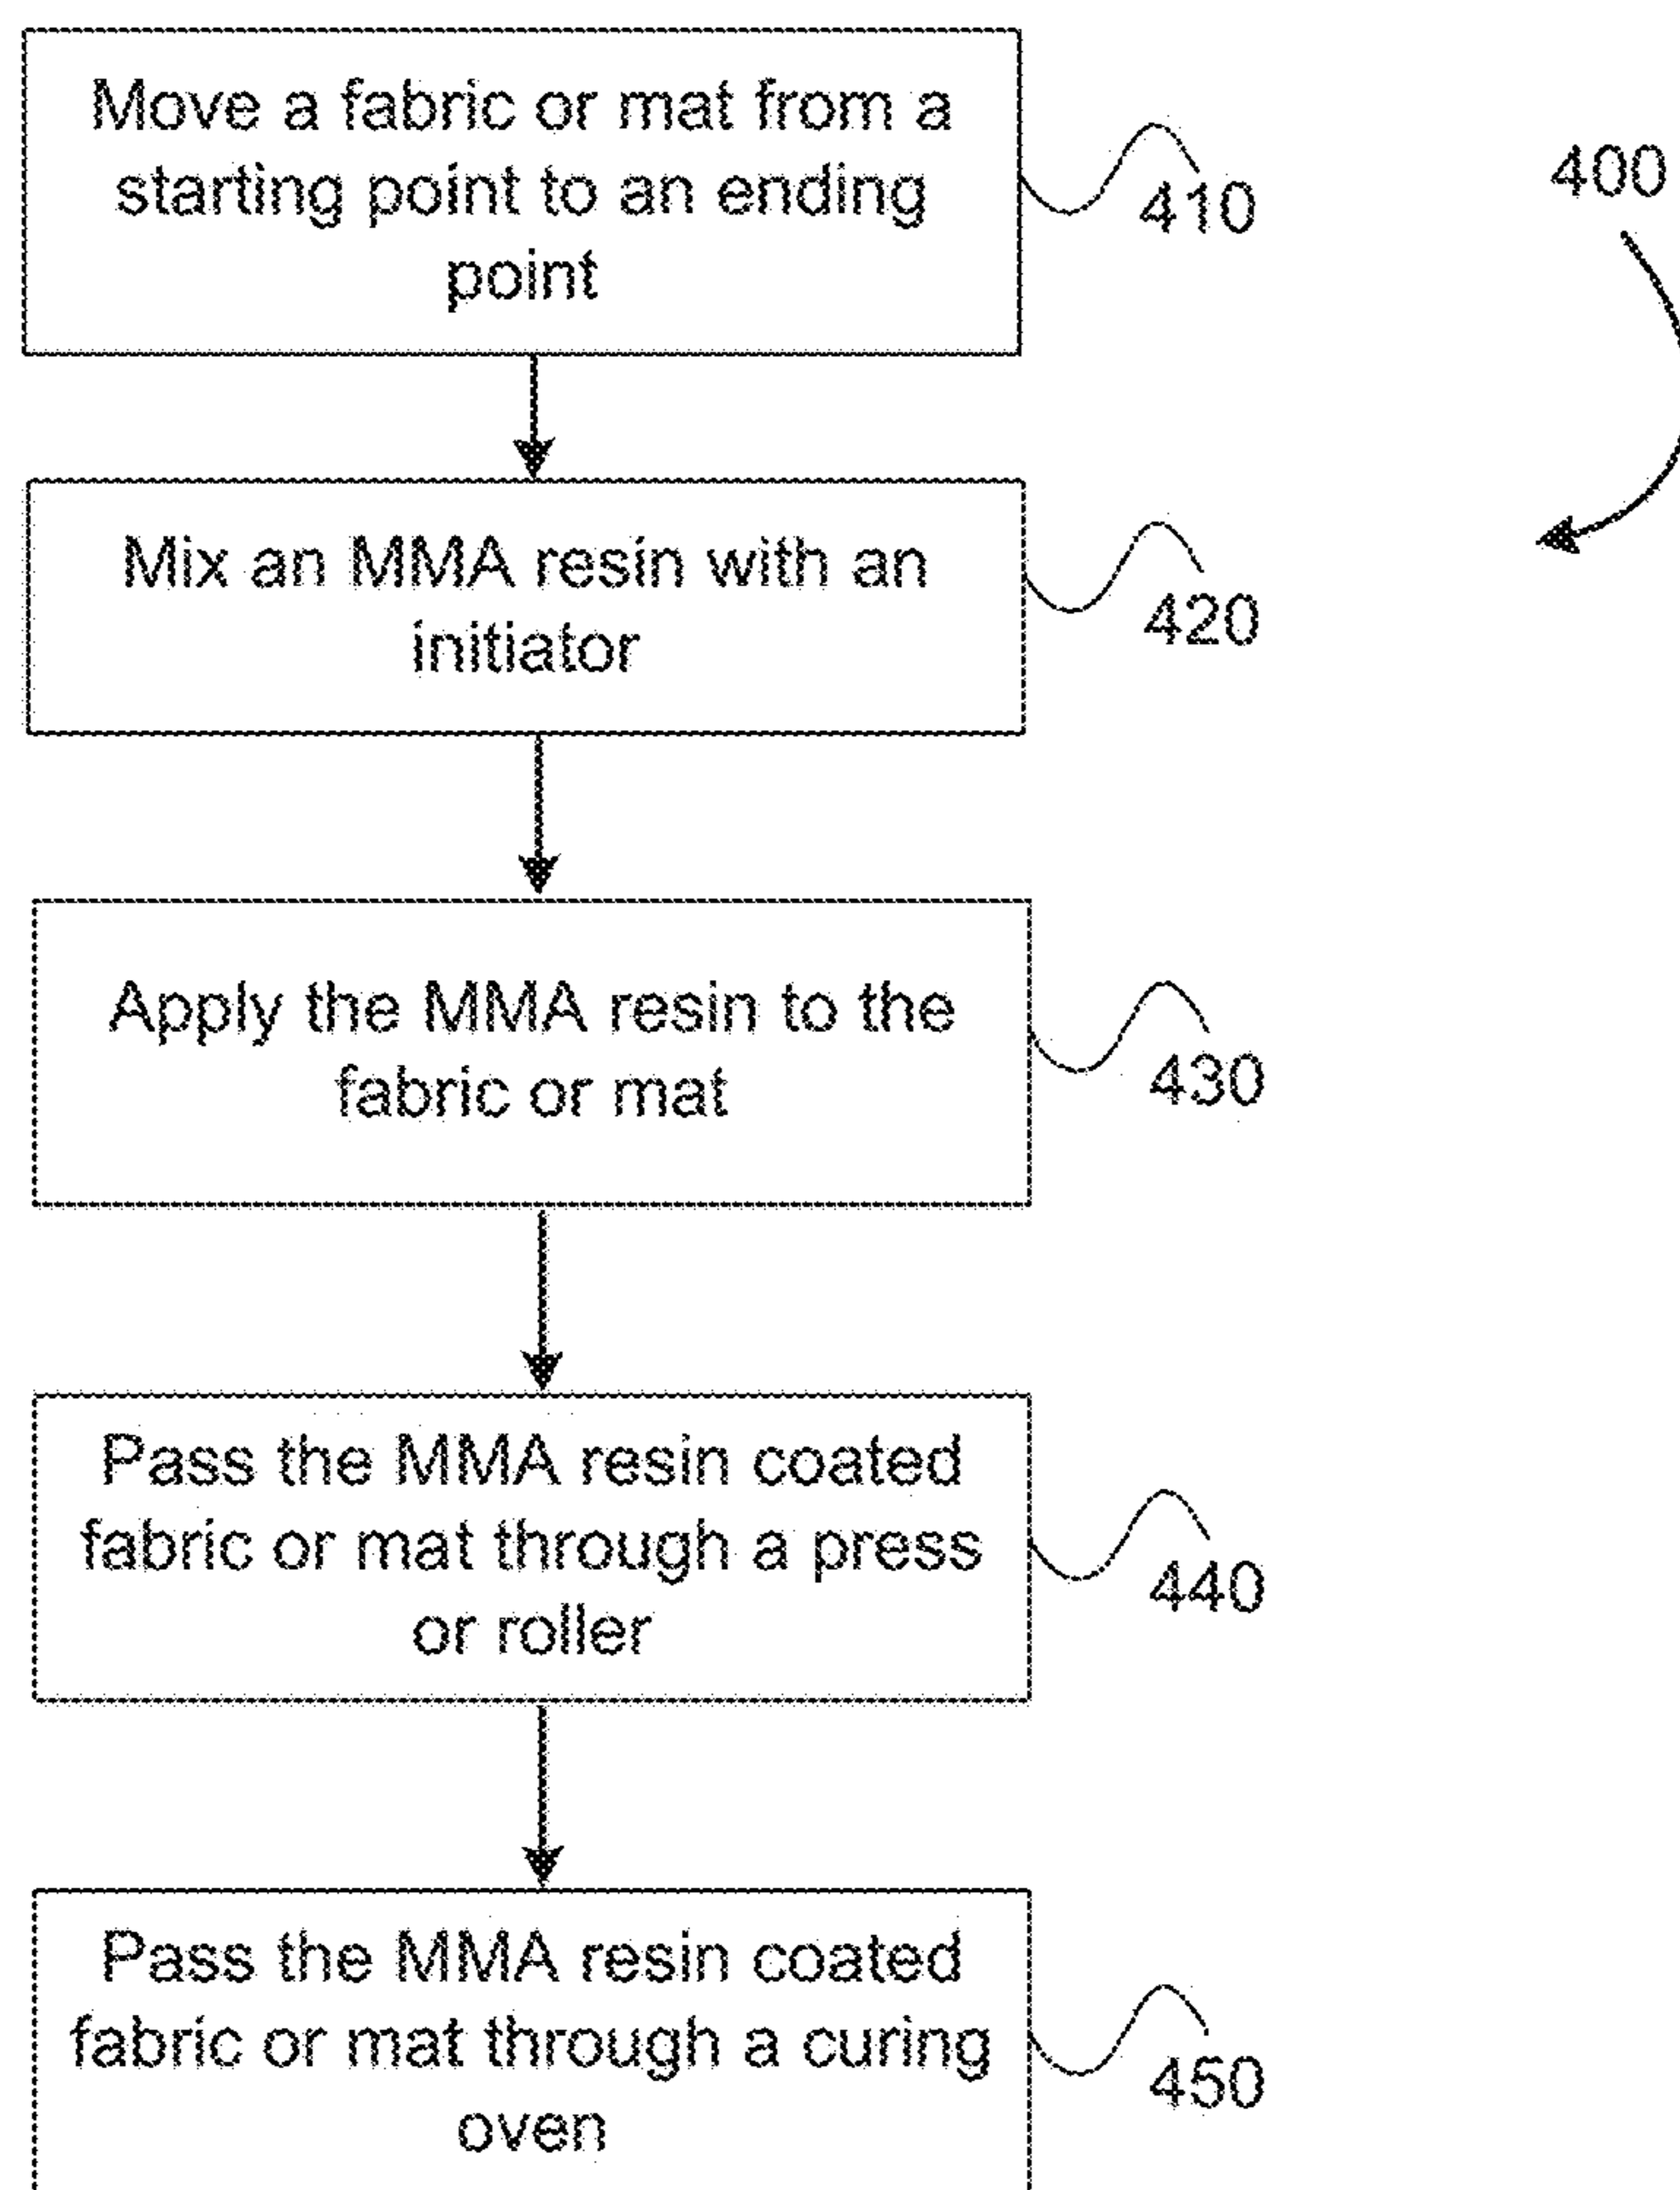 Move a fabric or mat from a
starting point to an ending
point
410
400
Mix an MMA resin with an
initiator
420
Apply the MMA resin to the
fabric or mat
430
Pass the MMA resin coated
fabric or mat through a press
or roller
440
Pass the MMA resin coated
fabric or mat through a curing
oven
450